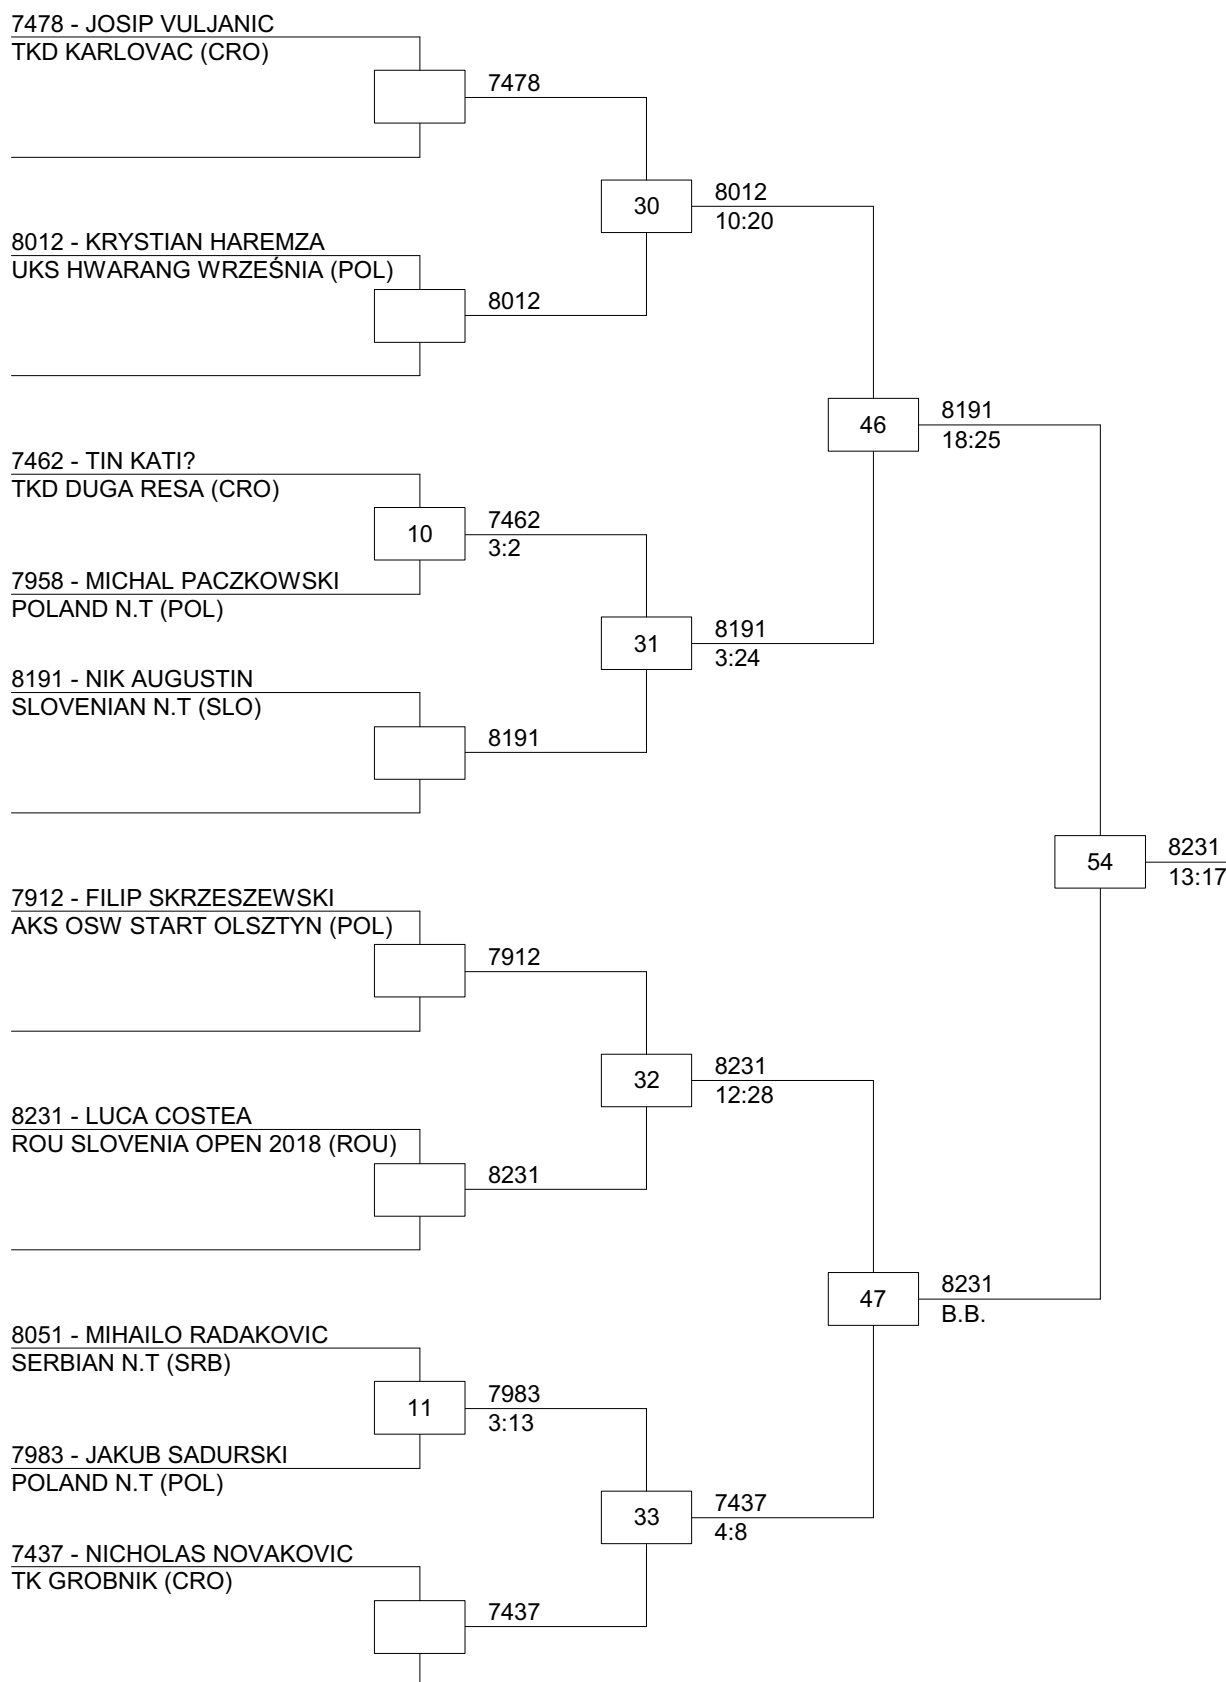 7478 - JOSIP VULJANIC
TKD KARLOVAC (CRO)
7478
30
8012
10:20
8012 - KRYSTIAN HAREMZA
UKS HWARANG WRZEŚNIA (POL)
8012
46
8191
18:25
7462 - TIN KATI?
TKD DUGA RESA (CRO)
10
7462
3:2
7958 - MICHAL PACZKOWSKI
POLAND N.T (POL)
31
8191
3:24
8191 - NIK AUGUSTIN
SLOVENIAN N.T (SLO)
8191
54
8231
13:17
7912 - FILIP SKRZESZEWSKI
AKS OSW START OLSZTYN (POL)
7912
32
8231
12:28
8231 - LUCA COSTEA
ROU SLOVENIA OPEN 2018 (ROU)
8231
47
8231
B.B.
8051 - MIHAILO RADAKOVIC
SERBIAN N.T (SRB)
11
7983
3:13
7983 - JAKUB SADURSKI
POLAND N.T (POL)
33
7437
4:8
7437 - NICHOLAS NOVAKOVIC
TK GROBNIK (CRO)
7437